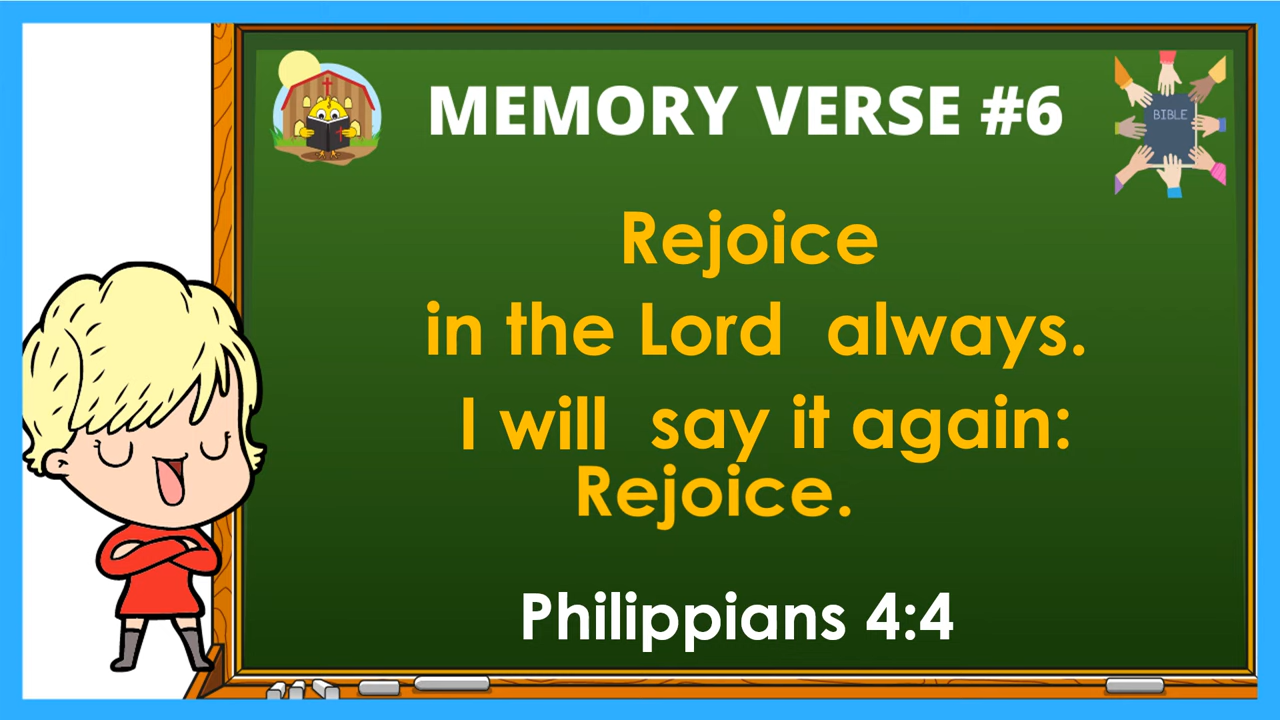 MEMORY VERSE #6
BIBLE
Rejoice
in the Lord always.
I will say it again:
Rejoice.
Philippians 4:4